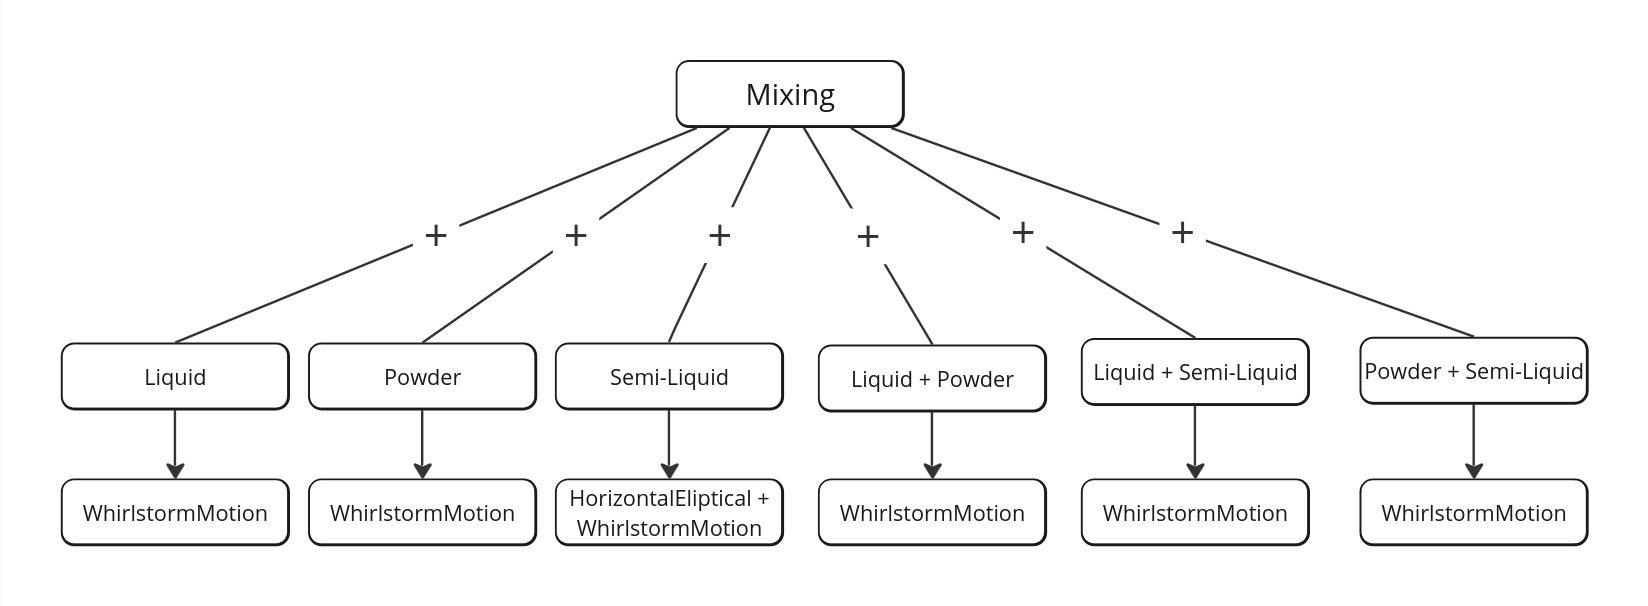 Mixing
+ + + + + +
Liquid
Powder
Semi-Liquid
Liquid + Powder
Liquid + Semi-Liquid
Powder + Semi-Liquid
WhirlstormMotion
WhirlstormMotion
HorizontalEliptical +
WhirlstormMotion
WhirlstormMotion
WhirlstormMotion
WhirlstormMotion